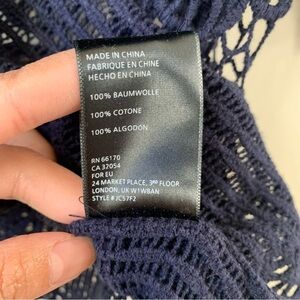 MADE IN CHINA
FABRIQUE EN CHINE
HECHO EN CHINA
100% BAUMWOLLE
100% COTONE
100% ALGODON
RN 66170
CA 32054
FOR EU
24 MARKET PLACE, 3RD FLOOR
LONDON, UK W1W8AN
STYLE #JC57F2